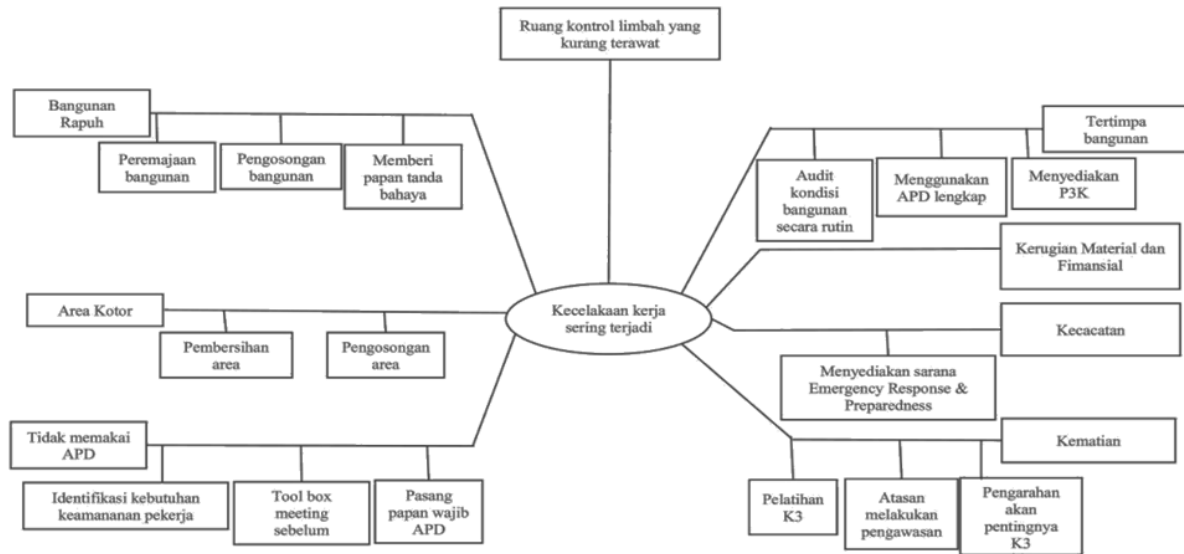 Ruang kontrol limbah yang
kurang terawat
Bangunan
Rapuh
Peremajaan
bangunan
Pengosongan
bangunan
Memberi
papan tanda
bahaya
Tertimpa
bangunan
Audit
kondisi
bangunan
secara rutin
Menggunakan
APD lengkap
Menyediakan
P3K
Kerugian Material dan
Fimansial
Area Kotor
Pembersihan
area
Pengosongan
area
Kecelakaan kerja
sering terjadi
Kecacatan
Menyediakan sarana
Emergency Response &
Preparedness
Tidak memakai
APD
Identifikasi kebutuhan
keamananan pekerja
Tool box
meeting
sebelum
Pasang
papan wajib
APD
Kematian
Pelatihan
K3
Atasan
melakukan
pengawasan
Pengarahan
akan
pentingnya
K3